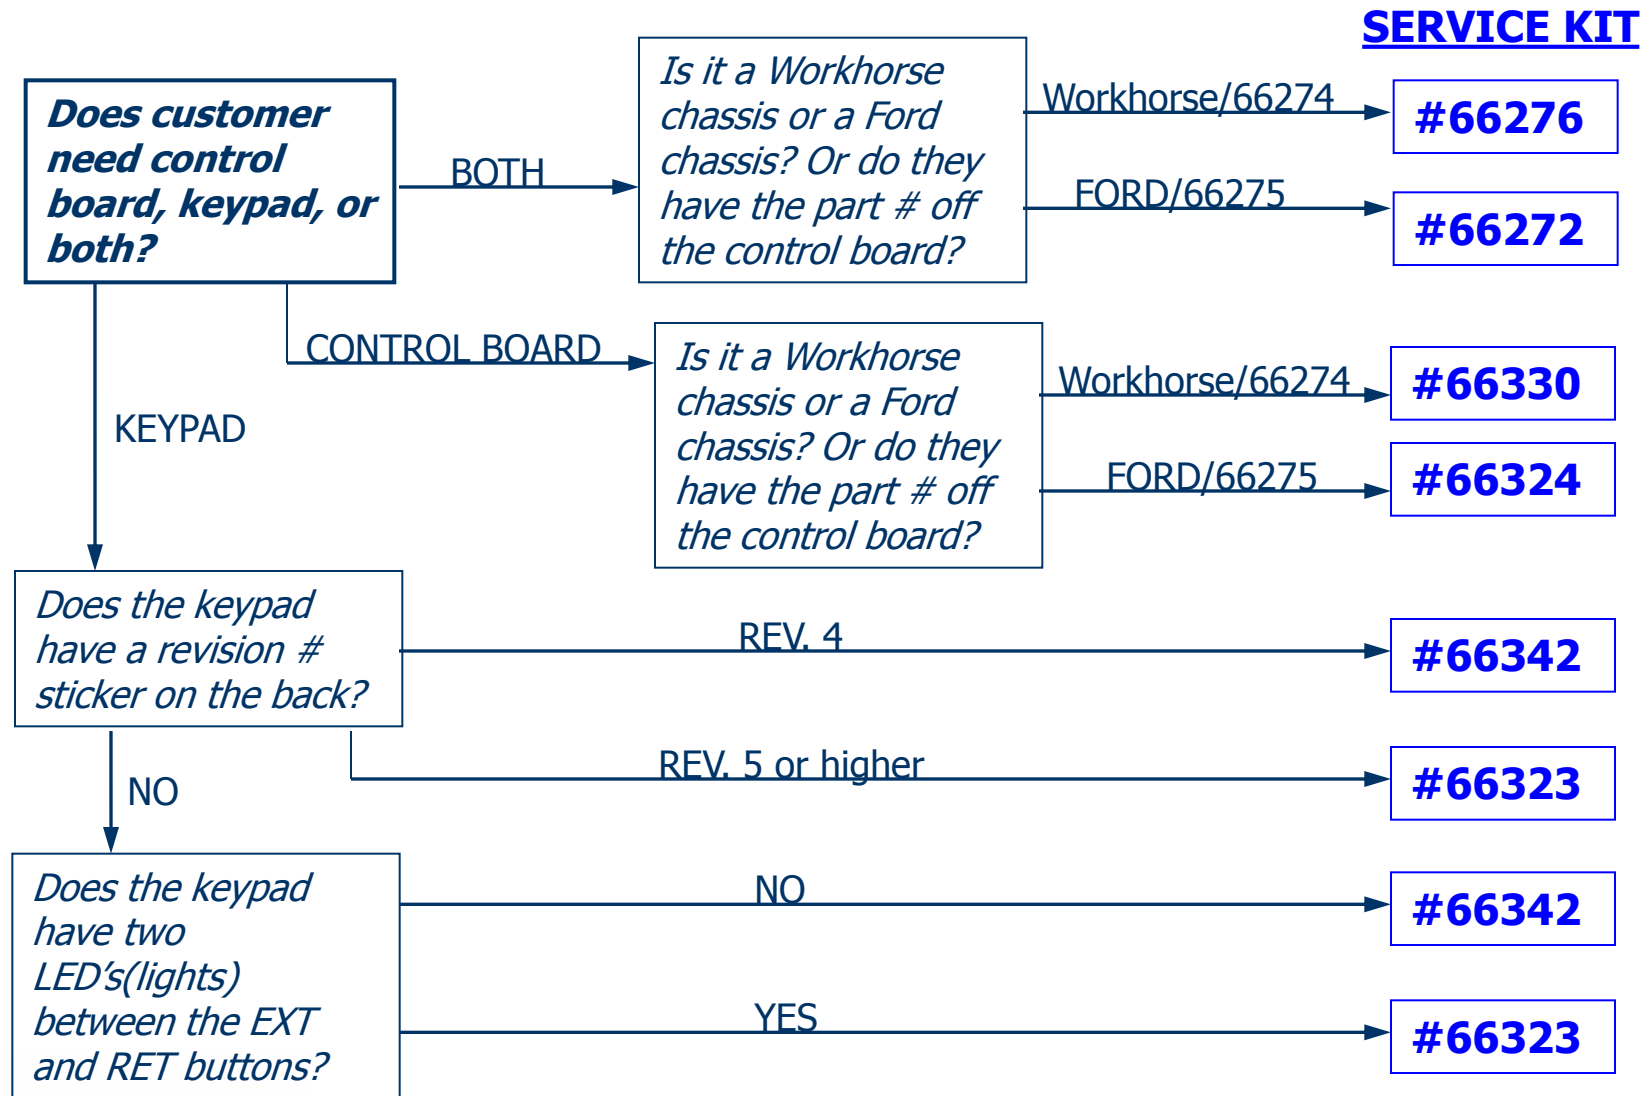 SERVICE KIT
Does customer
need control
board, keypad, or
both?
BOTH
Is it a Workhorse
chassis or a Ford
chassis? Or do they
have the part # off
the control board?
Workhorse/66274
#66276
FORD/66275
#66272
CONTROL BOARD
Is it a Workhorse
chassis or a Ford
chassis? Or do they
have the part # off
the control board?
Workhorse/66274
#66330
FORD/66275
#66324
KEYPAD
Does the keypad
have a revision #
sticker on the back?
REV. 4
#66342
REV. 5 or higher
#66323
NO
Does the keypad
have two
LED's(lights)
between the EXT
and RET buttons?
NO
#66342
YES
#66323